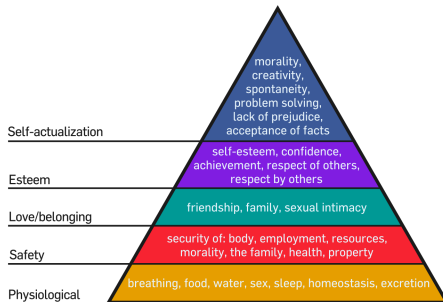 morality,
creativity,
spontaneity,
problem solving,
lack of prejudice,
acceptance of facts
Self-actualization
self-esteem, confidence,
achievement, respect of others,
respect by others
Esteem
friendship, family, sexual intimacy
Love/belonging
security of: body, employment, resources,
morality, the family, health, property
Safety
breathing, food, water, sex, sleep, homeostasis, excretion
Physiological